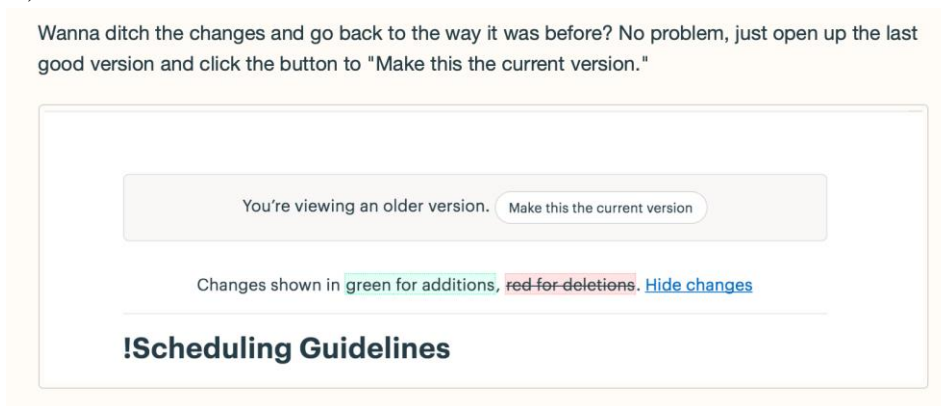 Wanna ditch the changes and go back to the way it was before? No problem, just open up the last
good version and click the button to "Make this the current version."
You're viewing an older version. Make this the current version
Changes shown in green for additions, red for deletions. Hide changes
!Scheduling Guidelines